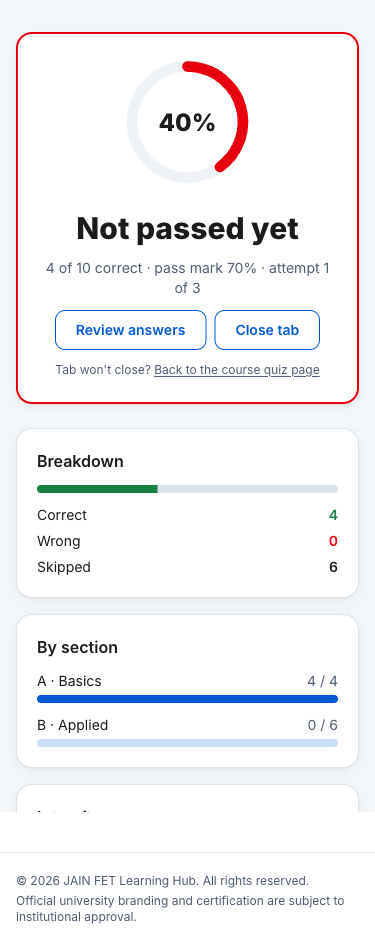 40%
Not passed yet
4 of 10 correct · pass mark 70% · attempt 1
of 3
Review answers
Close tab
Tab won't close? Back to the course quiz page
Breakdown
Correct 4
Wrong 0
Skipped 6
By section
A · Basics 4 / 4
B · Applied 0 / 6
© 2026 JAIN FET Learning Hub. All rights reserved.
Official university branding and certification are subject to
institutional approval.